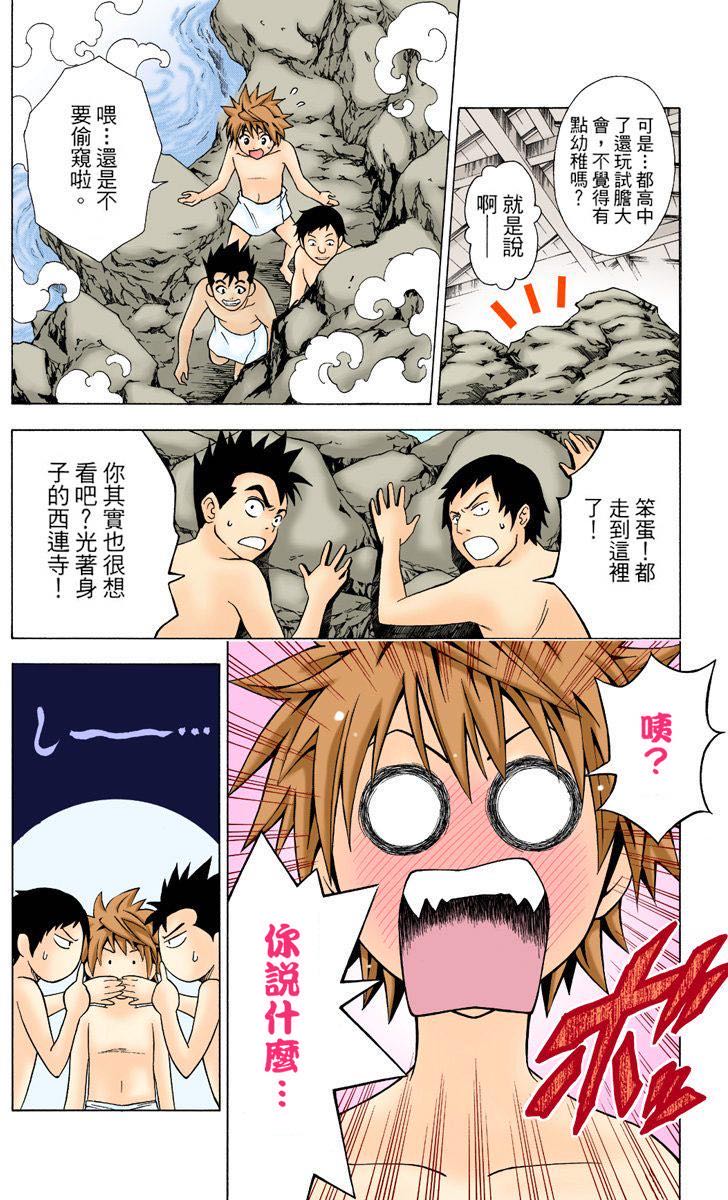 可是…都高中
了還玩試膽大
會，不覺得有
點幼稚嗎？
就是說
啊——
喂…還是不
要偷窺啦。
笨蛋！都
走到這裡
了！
你其實也很想
看吧？光著身
子的西連寺！
咦？
你說什麼…
ボッ
しー…